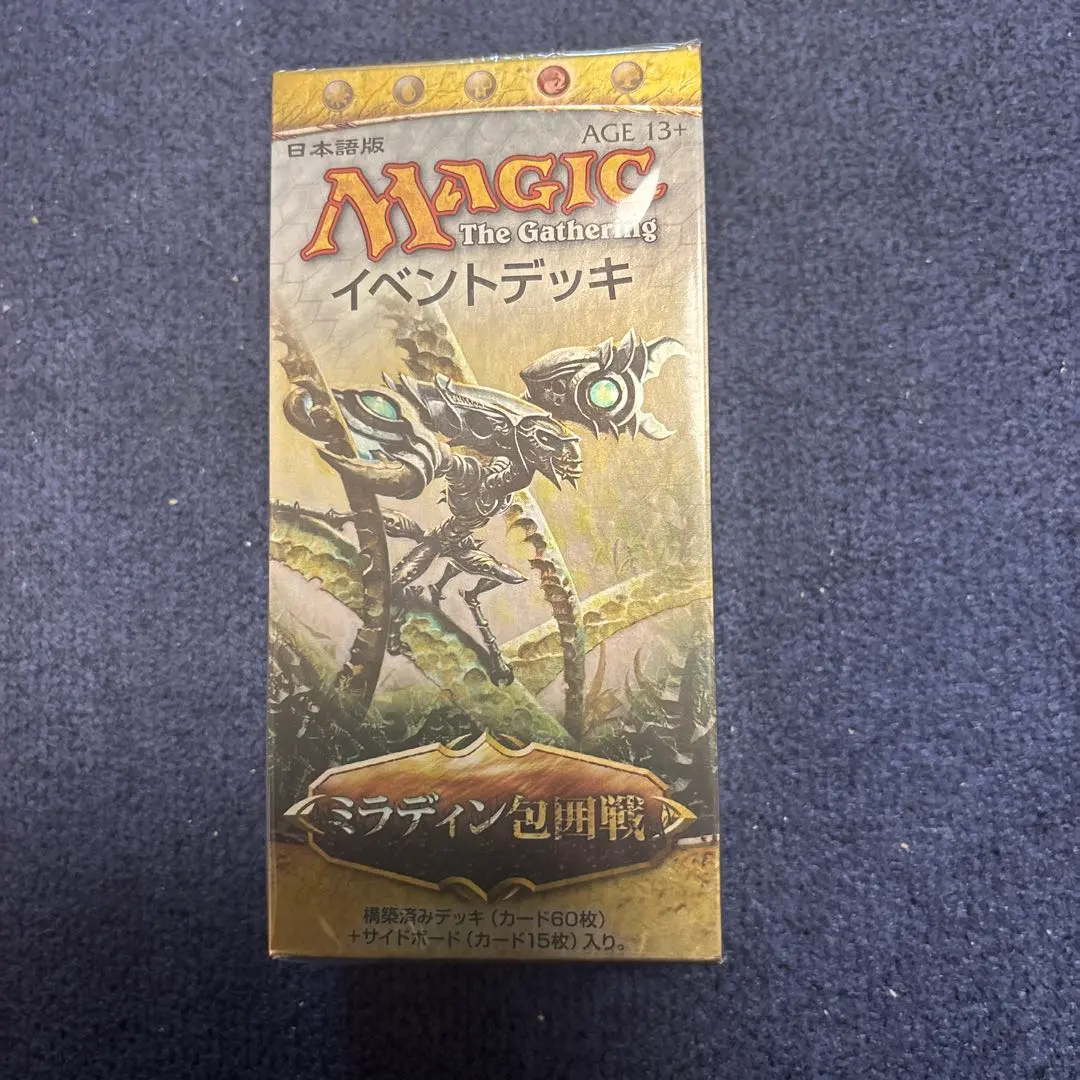 日本語版
AGE 13+
MAGIC
The Gathering
イベントデッキ
ミラディン包囲戦
構築済みデッキ（カード60枚）
＋サイドボード（カード15枚）入り。